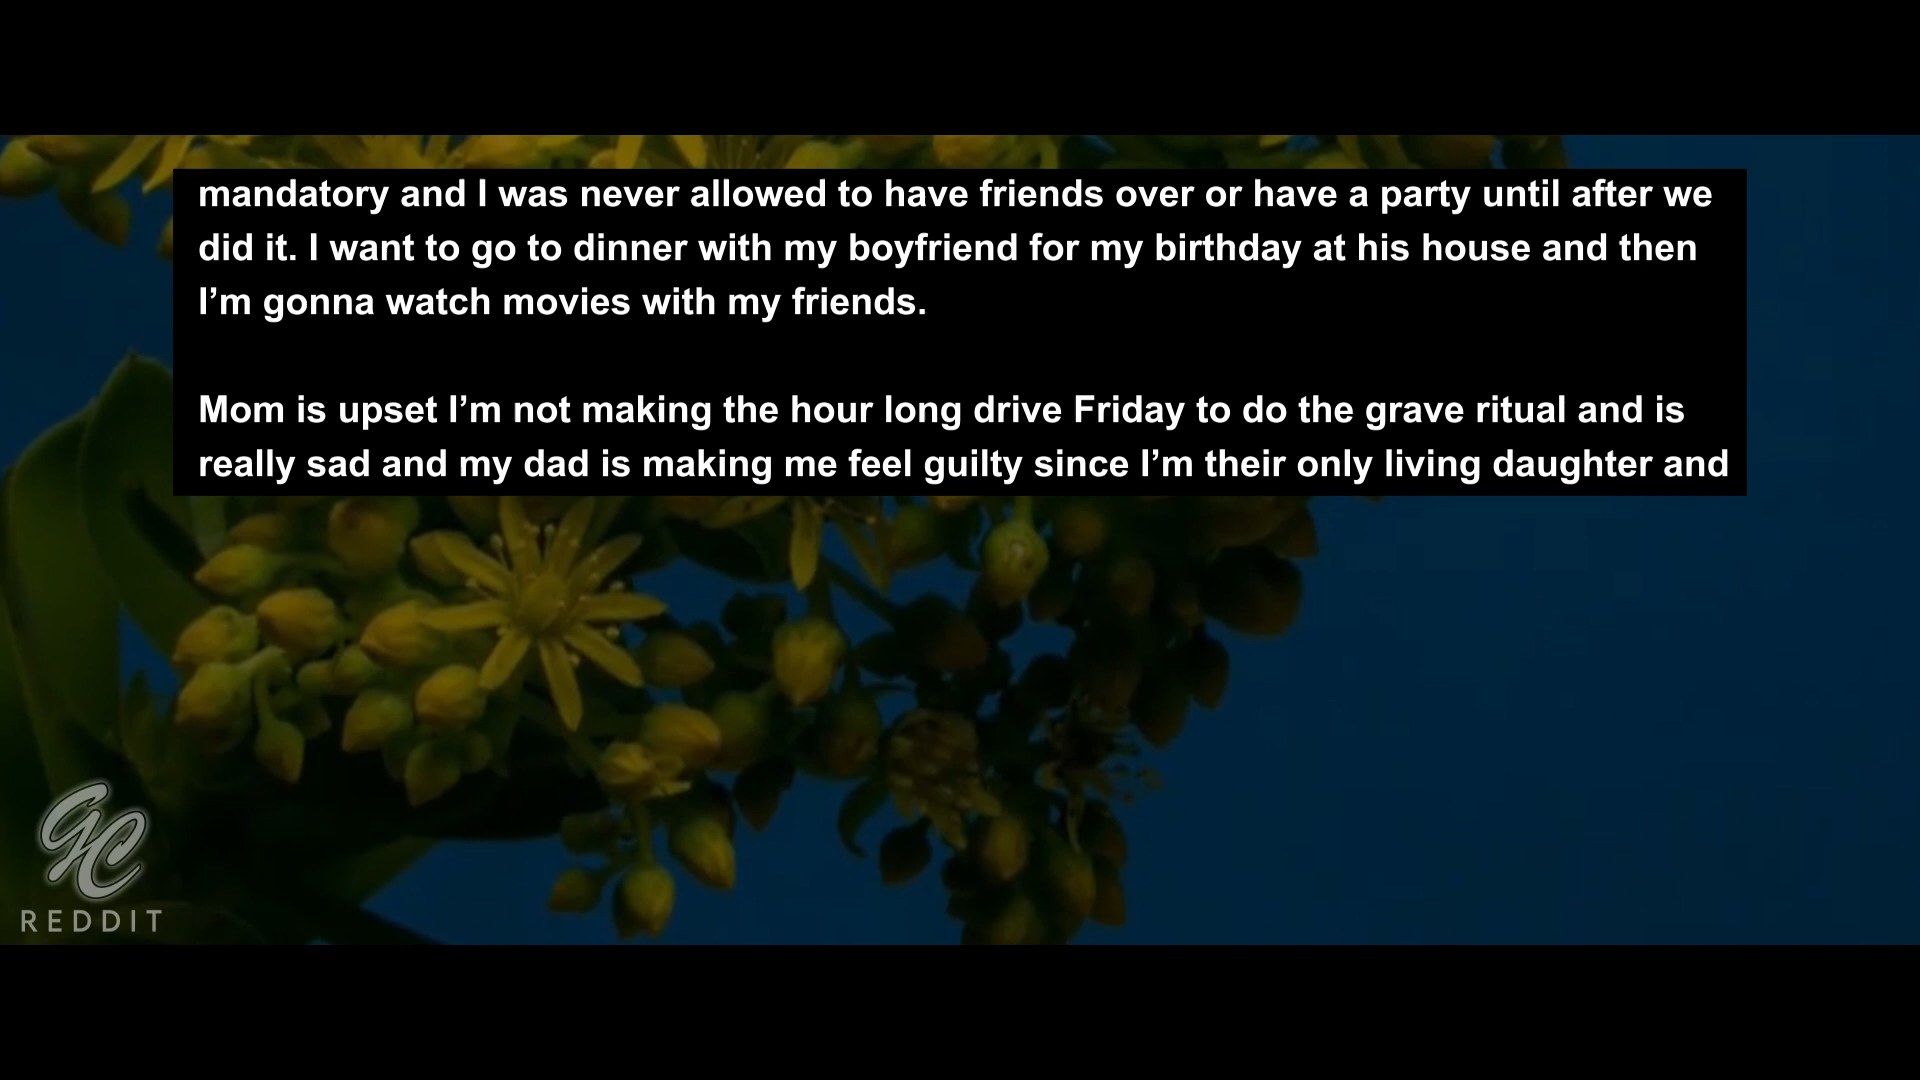 mandatory and I was never allowed to have friends over or have a party until after we
did it. I want to go to dinner with my boyfriend for my birthday at his house and then
I’m gonna watch movies with my friends.
Mom is upset I’m not making the hour long drive Friday to do the grave ritual and is
really sad and my dad is making me feel guilty since I’m their only living daughter and
GC
REDDIT